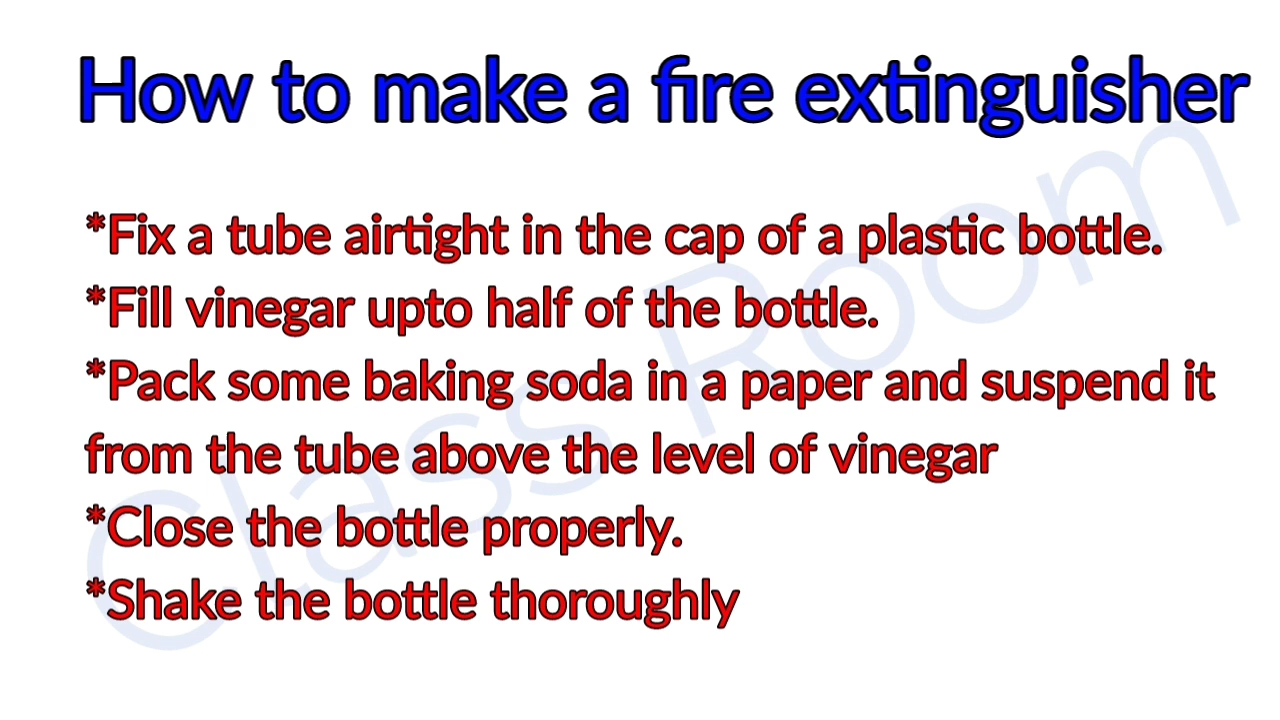 How to make a fire extinguisher
*Fix a tube airtight in the cap of a plastic bottle.
*Fill vinegar upto half of the bottle.
*Pack some baking soda in a paper and suspend it
from the tube above the level of vinegar
*Close the bottle properly.
*Shake the bottle thoroughly
Class Room